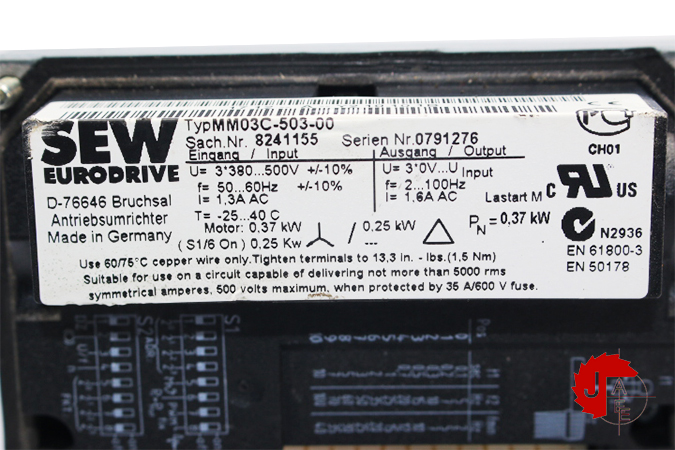 SEW
EURODRIVE
D-76646 Bruchsal
Antriebsumrichter
Made in Germany
TypMM03C-503-00
Sach.Nr. 8241155 Serien Nr.0791276
Eingang / Input Ausgang / Output
U= 3*380...500V +/-10% U= 3*0V...U Input
f= 50...60Hz +/-10% f= 2...100Hz
I= 1,3A AC I= 1.6A AC Lastart M
T= -25...40 C
Motor: 0.37 kW / 0.25 kW PN = 0,37 kW
( S1/6 On ) 0.25 Kw
Use 60/75°C copper wire only.Tighten terminals to 13,3 in. - lbs.(1.5 Nm)
Suitable for use on a circuit capable of delivering not more than 5000 rms
symmetrical amperes, 500 volts maximum, when protected by 35 A/600 V fuse.
CH01
C UR US
N2936
EN 61800-3
EN 50178
S2
S1
J